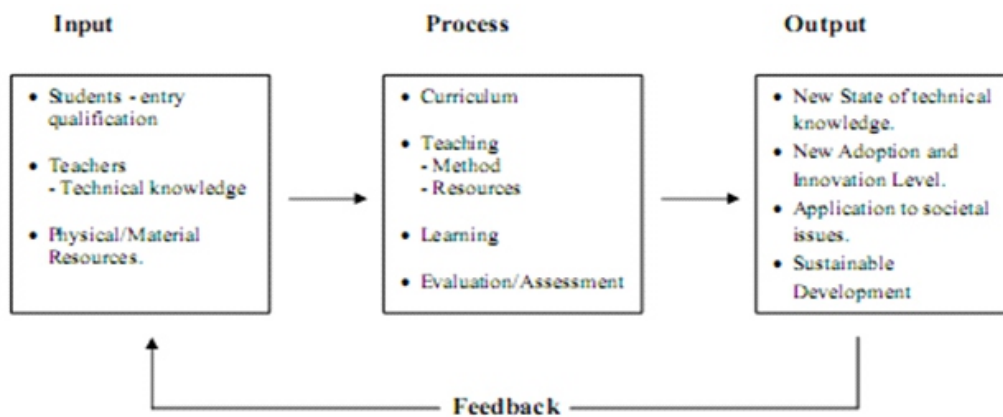 Input
Process
Output
• Students - entry
qualification
• Teachers
- Technical knowledge
• Physical/Material
Resources.
• Curriculum
• Teaching
- Method
- Resources
• Learning
• Evaluation/Assessment
• New State of technical
knowledge.
• New Adoption and
Innovation Level.
• Application to societal
issues.
• Sustainable
Development
Feedback